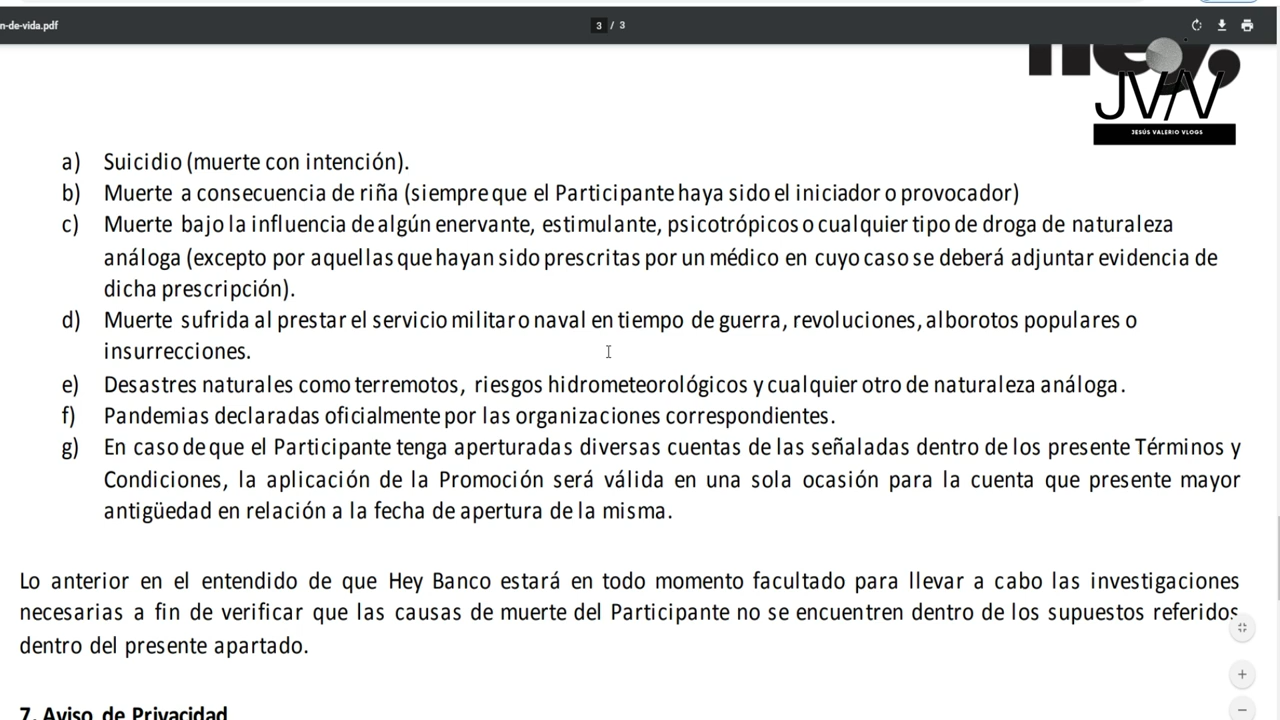 n-de-vida.pdf
3 / 3
hey,
JVW
JESÚS VALERIO VLOGS
a) Suicidio (muerte con intención).
b) Muerte a consecuencia de riña (siempre que el Participante haya sido el iniciador o provocador)
c) Muerte bajo la influencia de algún enervante, estimulante, psicotrópicos o cualquier tipo de droga de naturaleza
análoga (excepto por aquellas que hayan sido prescritas por un médico en cuyo caso se deberá adjuntar evidencia de
dicha prescripción).
d) Muerte sufrida al prestar el servicio militar o naval en tiempo de guerra, revoluciones, alborotos populares o
insurrecciones.
e) Desastres naturales como terremotos, riesgos hidrometeorológicos y cualquier otro de naturaleza análoga.
f) Pandemias declaradas oficialmente por las organizaciones correspondientes.
g) En caso de que el Participante tenga aperturadas diversas cuentas de las señaladas dentro de los presente Términos y
Condiciones, la aplicación de la Promoción será válida en una sola ocasión para la cuenta que presente mayor
antigüedad en relación a la fecha de apertura de la misma.
Lo anterior en el entendido de que Hey Banco estará en todo momento facultado para llevar a cabo las investigaciones
necesarias a fin de verificar que las causas de muerte del Participante no se encuentren dentro de los supuestos referidos
dentro del presente apartado.
7. Aviso de Privacidad